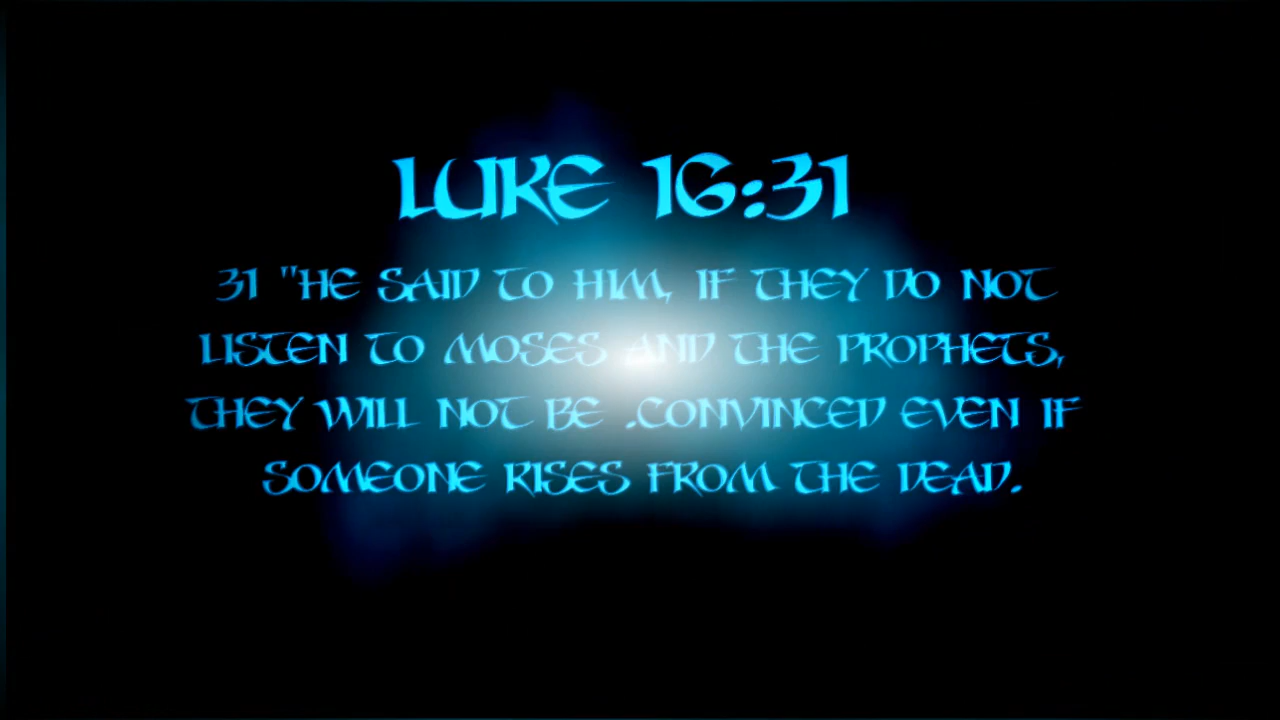 LUKE 16:31
31 "HE SAID TO HIM, IF THEY DO NOT
LISTEN TO MOSES AND THE PROPHETS,
THEY WILL NOT BE .CONVINCED EVEN IF
SOMEONE RISES FROM THE DEAD.